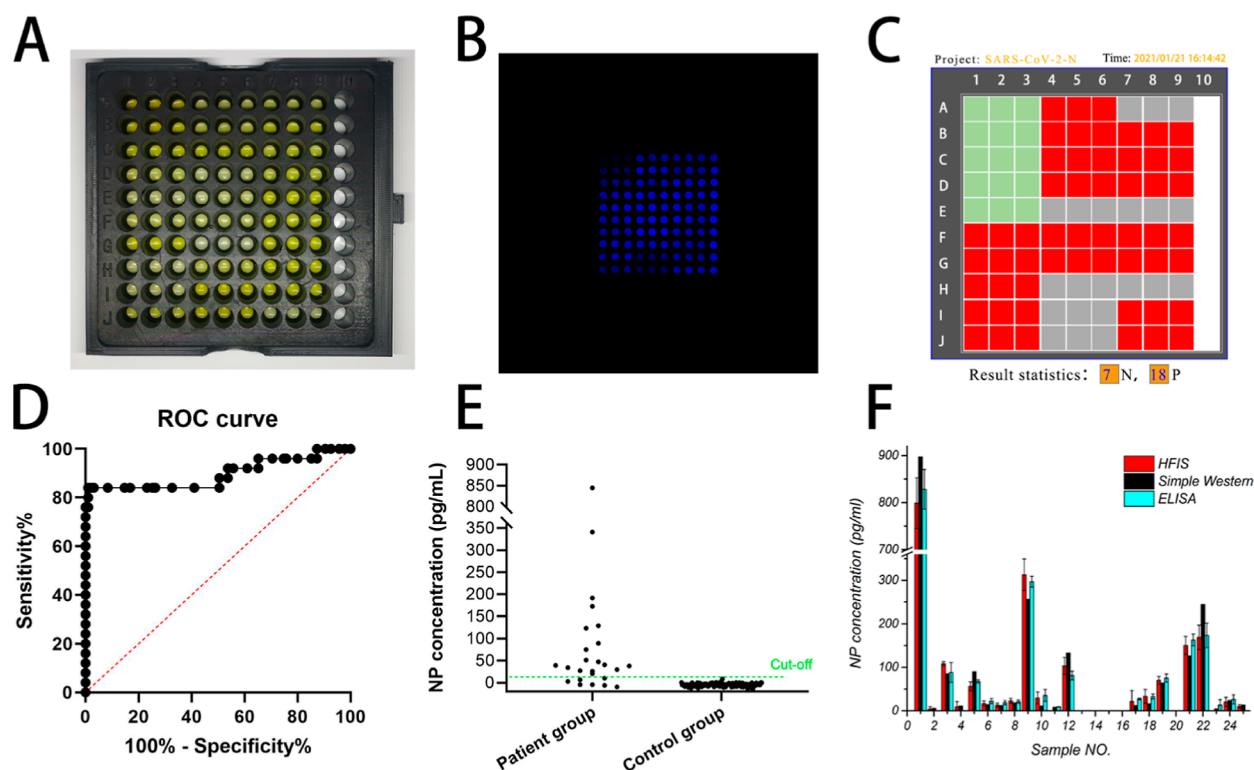 A
B
C
Project: SARS-CoV-2-N Time: 2021/01/21 16:14:42
1 2 3 4 5 6 7 8 9 10
A
B
C
D
E
F
G
H
I
J
Result statistics: 7 N, 18 P
D
ROC curve
Sensitivity%
100
80
60
40
20
0
0 20 40 60 80 100
100% - Specificity%
E
NP concentration (pg/mL)
900
850
800
350
300
250
200
150
100
50
0
Cut-off
Patient group
Control group
F
HFIS
Simple Western
ELISA
NP concentration (pg/ml)
900
800
700
300
200
100
0
0 2 4 6 8 10 12 14 16 18 20 22 24
Sample NO.